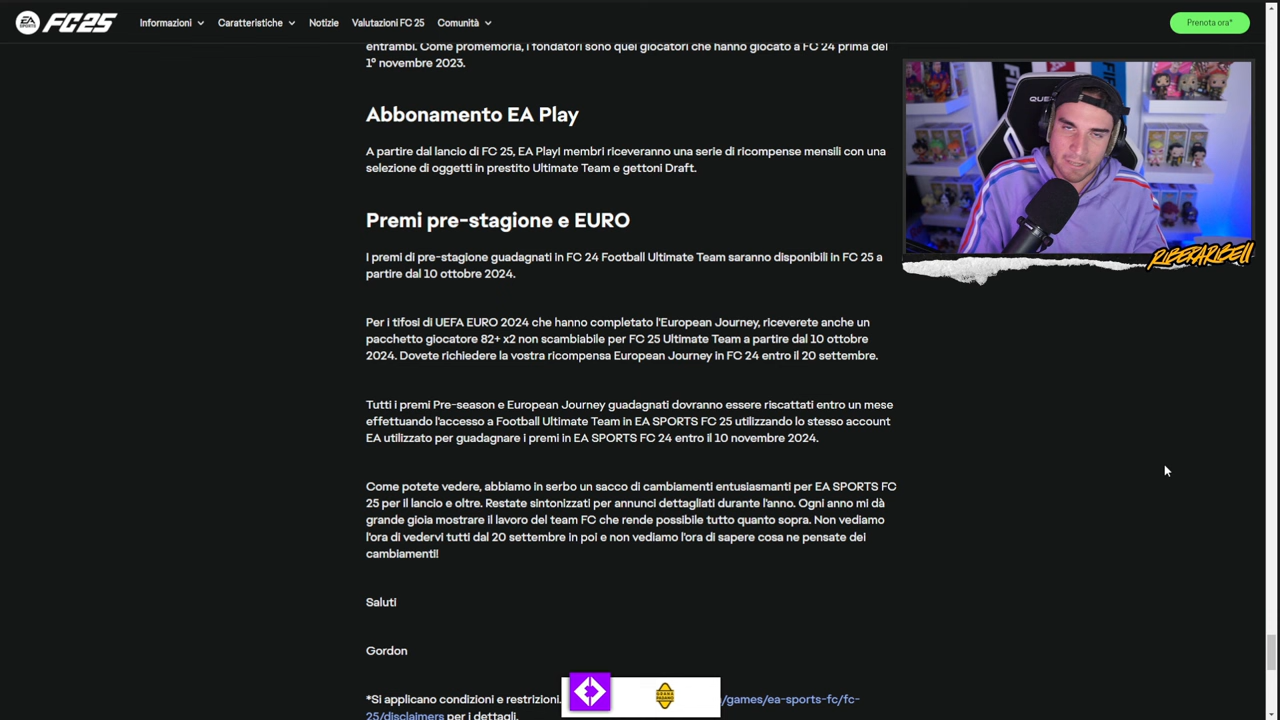 EA SPORTS FC25 Informazioni Caratteristiche Notizie Valutazioni FC 25 Comunità Prenota ora*
entrambi. Come promemoria, i fondatori sono quei giocatori che hanno giocato a FC 24 prima del
1° novembre 2023.
Abbonamento EA Play
A partire dal lancio di FC 25, EA PlayI membri riceveranno una serie di ricompense mensili con una
selezione di oggetti in prestito Ultimate Team e gettoni Draft.
Premi pre-stagione e EURO
I premi di pre-stagione guadagnati in FC 24 Football Ultimate Team saranno disponibili in FC 25 a
partire dal 10 ottobre 2024.
Per i tifosi di UEFA EURO 2024 che hanno completato l'European Journey, riceverete anche un
pacchetto giocatore 82+ x2 non scambiabile per FC 25 Ultimate Team a partire dal 10 ottobre
2024. Dovete richiedere la vostra ricompensa European Journey in FC 24 entro il 20 settembre.
Tutti i premi Pre-season e European Journey guadagnati dovranno essere riscattati entro un mese
effettuando l'accesso a Football Ultimate Team in EA SPORTS FC 25 utilizzando lo stesso account
EA utilizzato per guadagnare i premi in EA SPORTS FC 24 entro il 10 novembre 2024.
Come potete vedere, abbiamo in serbo un sacco di cambiamenti entusiasmanti per EA SPORTS FC
25 per il lancio e oltre. Restate sintonizzati per annunci dettagliati durante l'anno. Ogni anno mi dà
grande gioia mostrare il lavoro del team FC che rende possibile tutto quanto sopra. Non vediamo
l'ora di vedervi tutti dal 20 settembre in poi e non vediamo l'ora di sapere cosa ne pensate dei
cambiamenti!
Saluti
Gordon
*Si applicano condizioni e restrizioni. /games/ea-sports-fc/fc-
25/disclaimers per i dettagli.
GRANA
PADANO